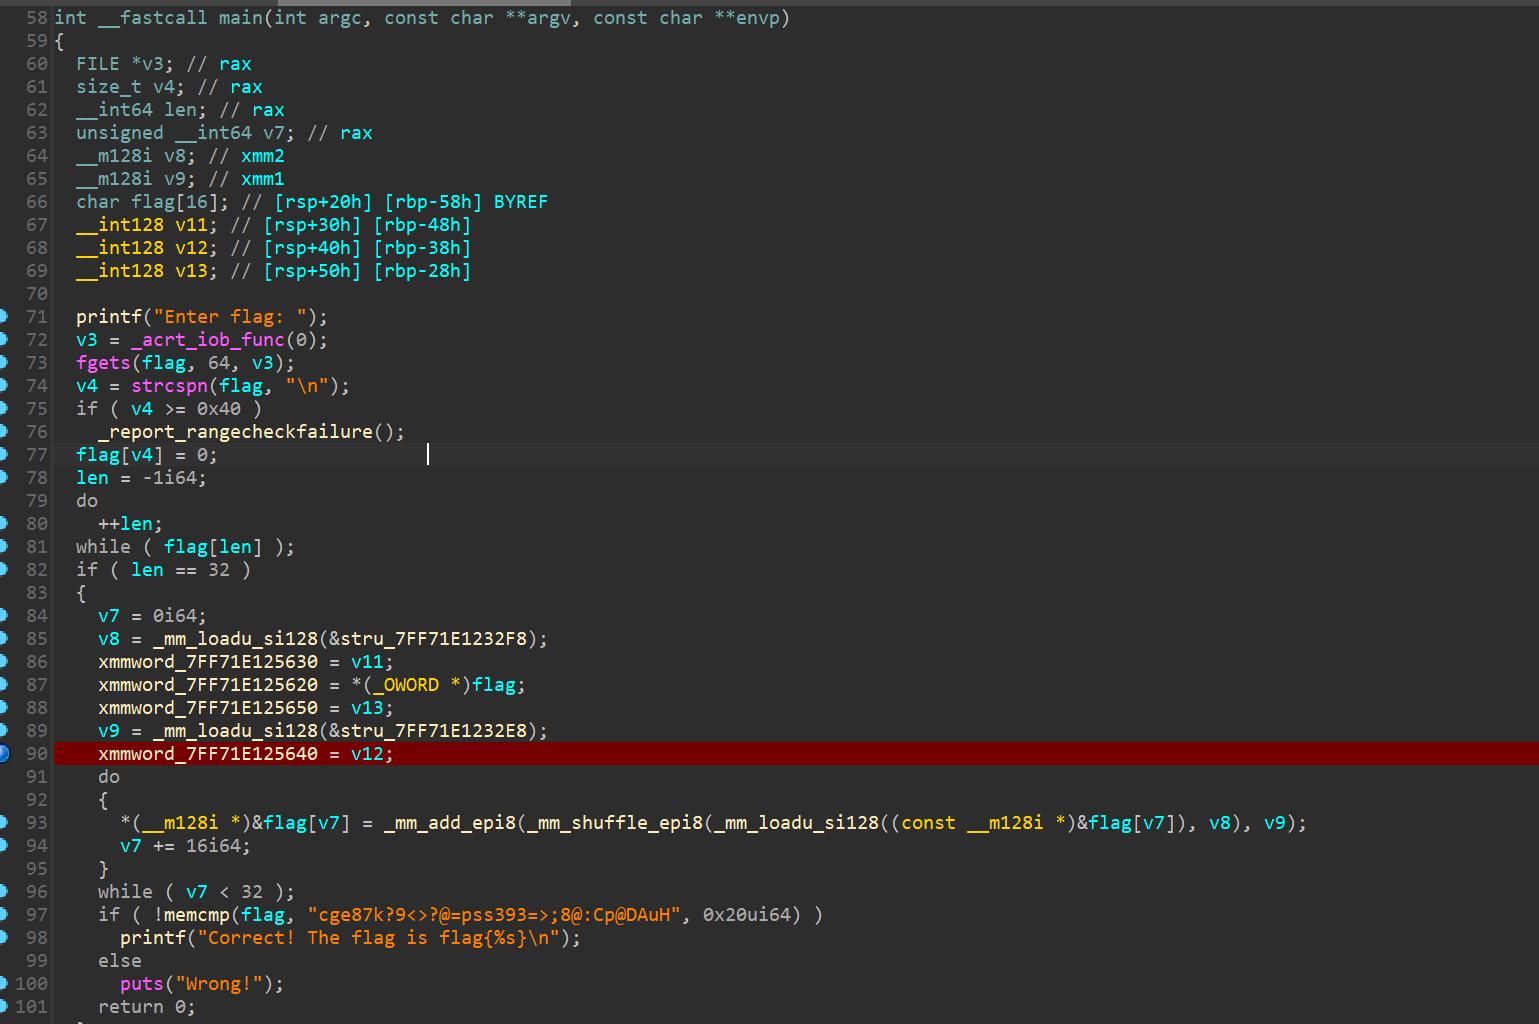 58 int __fastcall main(int argc, const char **argv, const char **envp)
59 {
60   FILE *v3; // rax
61   size_t v4; // rax
62   __int64 len; // rax
63   unsigned __int64 v7; // rax
64   __m128i v8; // xmm2
65   __m128i v9; // xmm1
66   char flag[16]; // [rsp+20h] [rbp-58h] BYREF
67   __int128 v11; // [rsp+30h] [rbp-48h]
68   __int128 v12; // [rsp+40h] [rbp-38h]
69   __int128 v13; // [rsp+50h] [rbp-28h]
70
71   printf("Enter flag: ");
72   v3 = _acrt_iob_func(0);
73   fgets(flag, 64, v3);
74   v4 = strcspn(flag, "\n");
75   if ( v4 >= 0x40 )
76     _report_rangecheckfailure();
77   flag[v4] = 0;
78   len = -1i64;
79   do
80     ++len;
81   while ( flag[len] );
82   if ( len == 32 )
83   {
84     v7 = 0i64;
85     v8 = _mm_loadu_si128(&stru_7FF71E1232F8);
86     xmmword_7FF71E125630 = v11;
87     xmmword_7FF71E125620 = *(_OWORD *)flag;
88     xmmword_7FF71E125650 = v13;
89     v9 = _mm_loadu_si128(&stru_7FF71E1232E8);
90     xmmword_7FF71E125640 = v12;
91     do
92     {
93       *(__m128i *)&flag[v7] = _mm_add_epi8(_mm_shuffle_epi8(_mm_loadu_si128((const __m128i *)&flag[v7]), v8), v9);
94       v7 += 16i64;
95     }
96     while ( v7 < 32 );
97     if ( !memcmp(flag, "cge87k?9<>?@=pss393=>;8@:Cp@DAuH", 0x20ui64) )
98       printf("Correct! The flag is flag{%s}\n");
99     else
100       puts("Wrong!");
101     return 0;